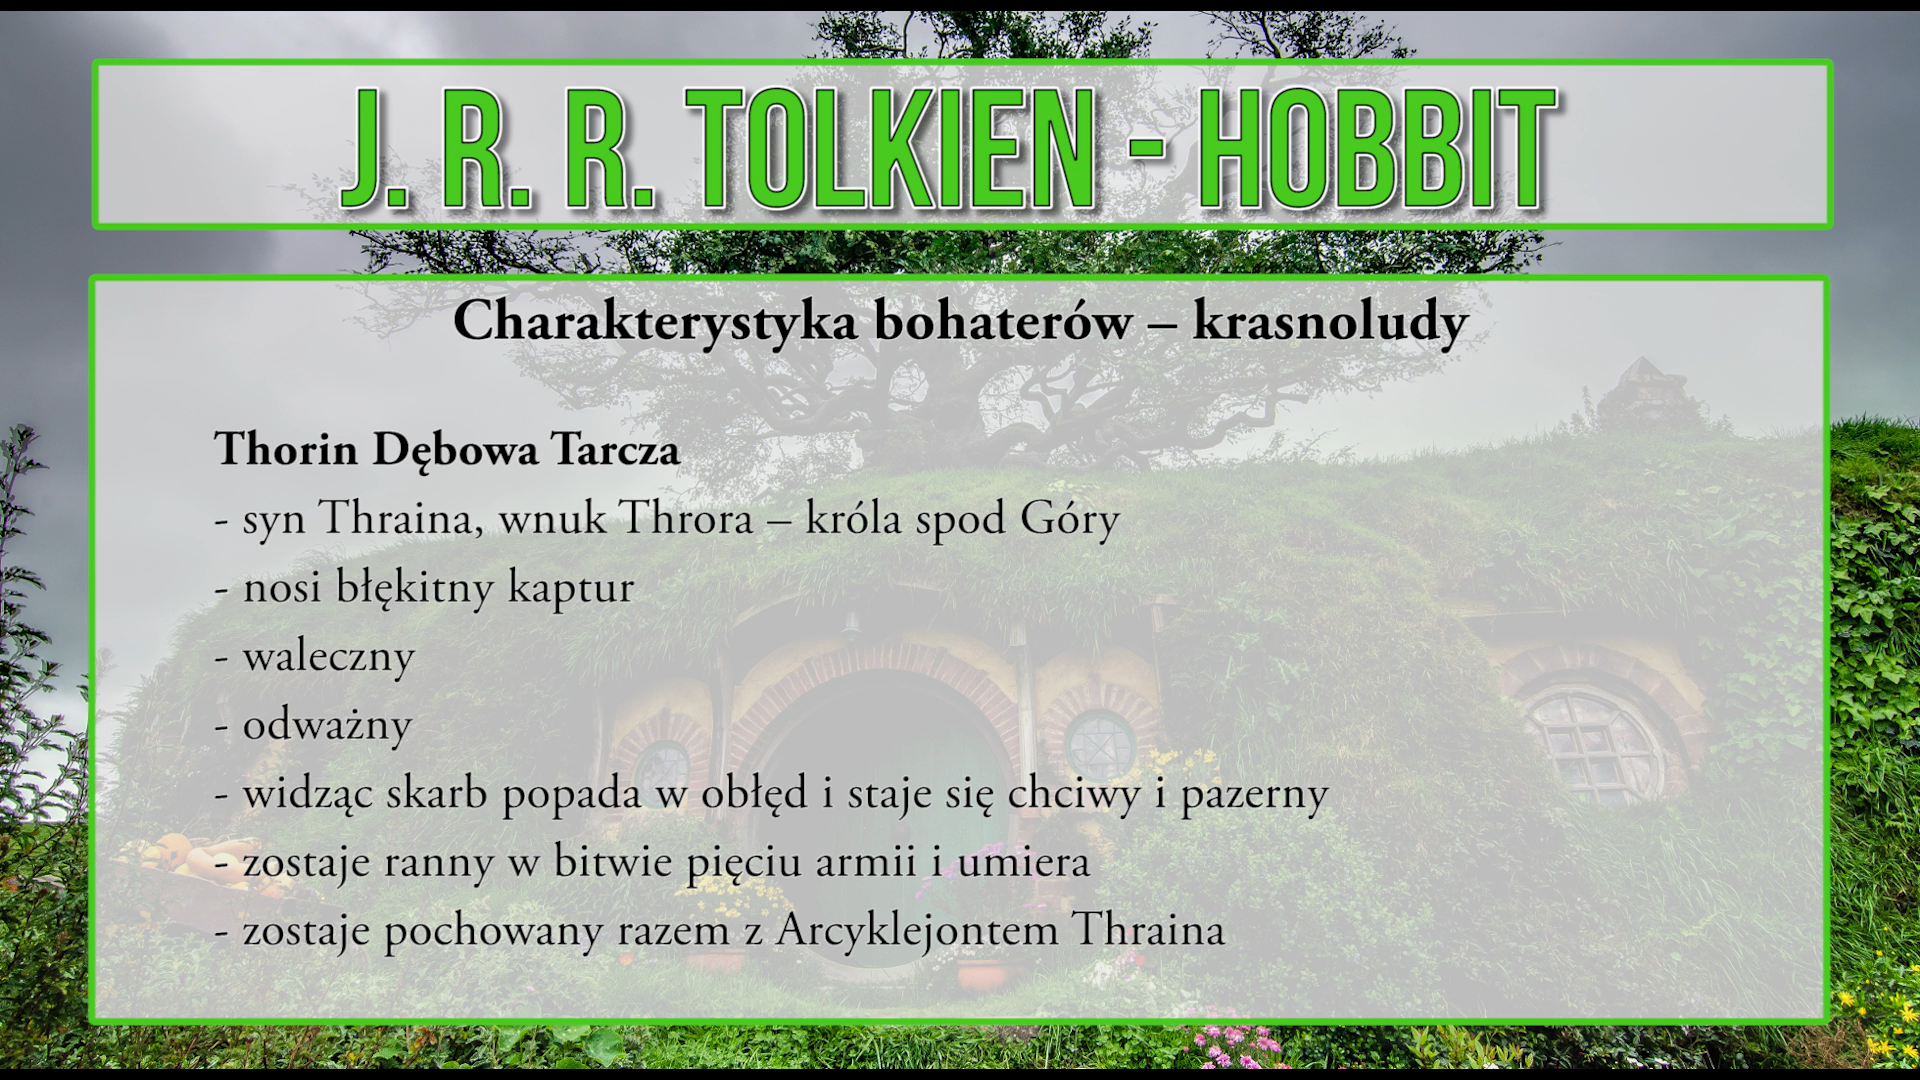 J. R. R. TOLKIEN - HOBBIT
Charakterystyka bohaterów – krasnoludy
Thorin Dębowa Tarcza
- syn Thraina, wnuk Throra – króla spod Góry
- nosi błękitny kaptur
- waleczny
- odważny
- widząc skarb popada w obłęd i staje się chciwy i pazerny
- zostaje ranny w bitwie pięciu armii i umiera
- zostaje pochowany razem z Arcyklejontem Thraina